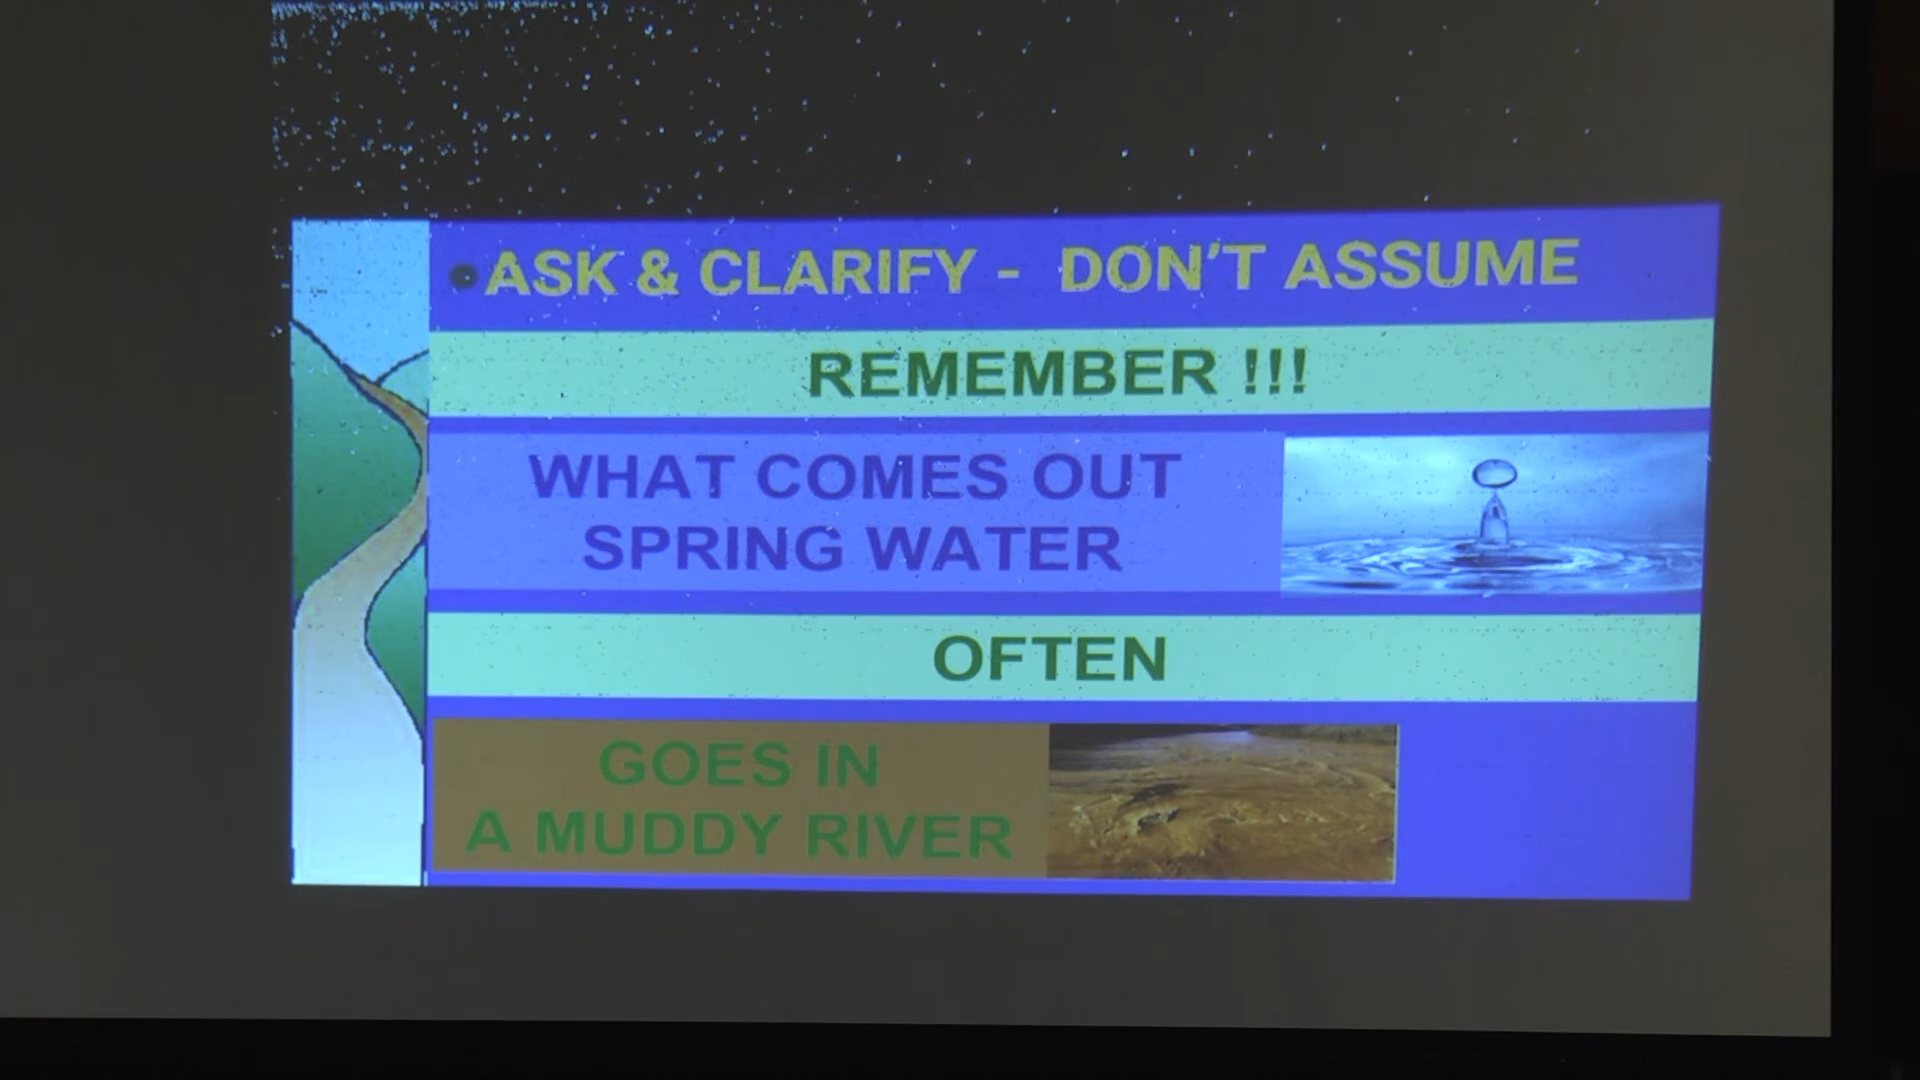 • ASK & CLARIFY - DON'T ASSUME
REMEMBER !!!
WHAT COMES OUT
SPRING WATER
OFTEN
GOES IN
A MUDDY RIVER